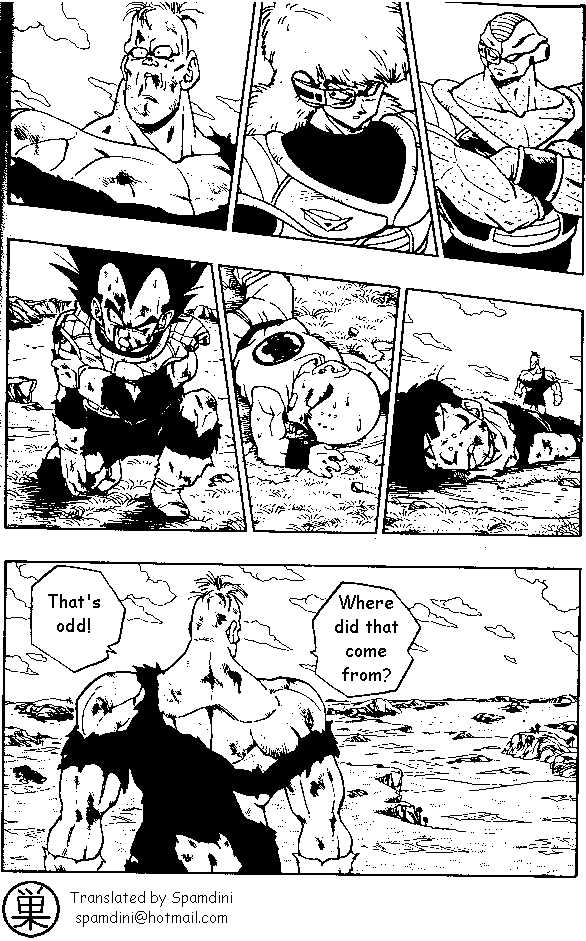 That's
odd!
Where
did that
come
from?
巣
Translated by Spamdini
spamdini@hotmail.com